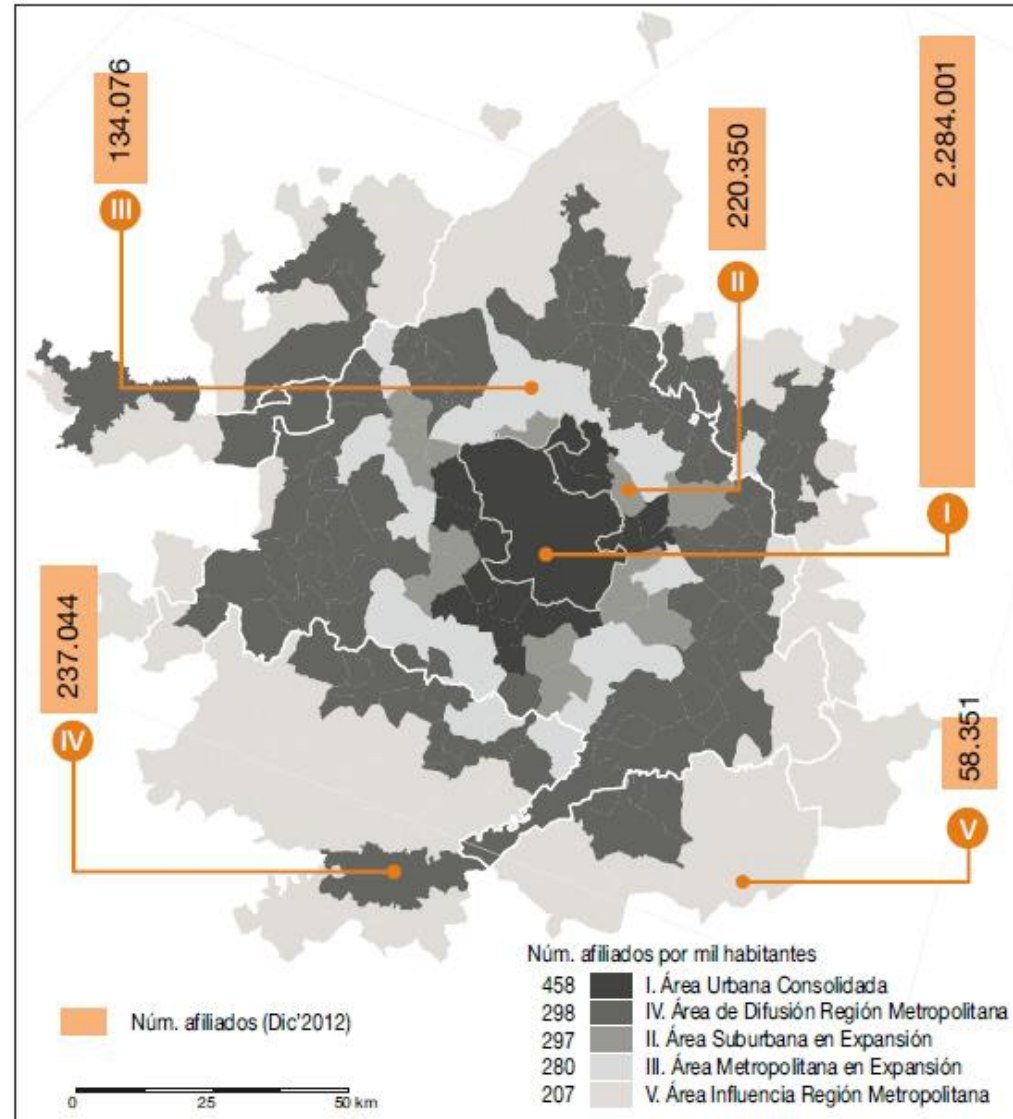 134.076
III
220.350
II
2.284.001
I
237.044
IV
58.351
V
Núm. afiliados (Dic'2012)
0 25 50 km
Núm. afiliados por mil habitantes
458 I. Área Urbana Consolidada
298 IV. Área de Difusión Región Metropolitana
297 II. Área Suburbana en Expansión
280 III. Área Metropolitana en Expansión
207 V. Área Influencia Región Metropolitana